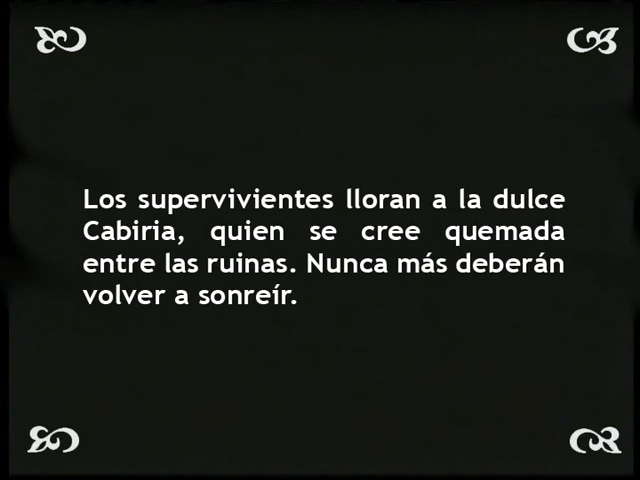 Los supervivientes lloran a la dulce
Cabiria, quien se cree quemada
entre las ruinas. Nunca más deberán
volver a sonreír.